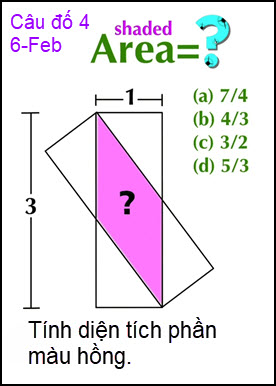 Câu đố 4
6-Feb
shaded
Area=?
1
(a) 7/4
(b) 4/3
(c) 3/2
(d) 5/3
3
?
Tính diện tích phần
màu hồng.